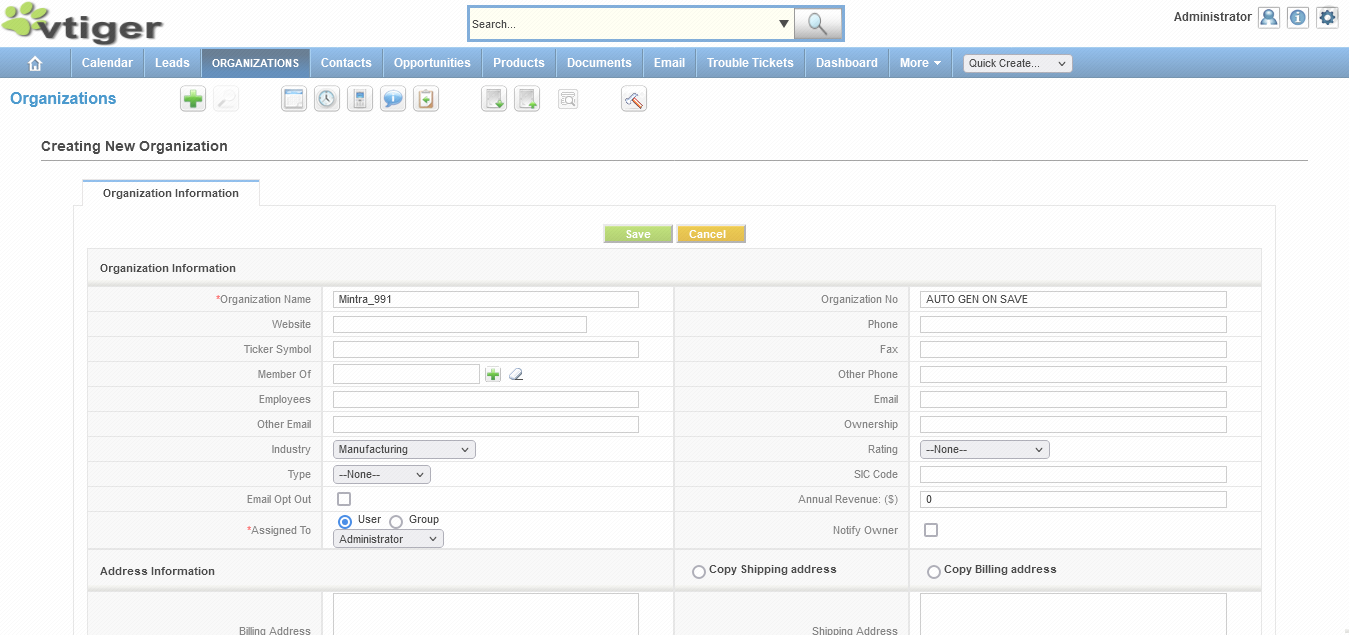 vtiger
Search...
Administrator
Calendar Leads ORGANIZATIONS Contacts Opportunities Products Documents Email Trouble Tickets Dashboard More Quick Create...
Organizations
Creating New Organization
Organization Information
Save Cancel
Organization Information
*Organization Name Mintra_991 Organization No AUTO GEN ON SAVE
Website Phone
Ticker Symbol Fax
Member Of Other Phone
Employees Email
Other Email Ownership
Industry Manufacturing Rating --None--
Type --None-- SIC Code
Email Opt Out Annual Revenue: ($) 0
*Assigned To User Group Administrator Notify Owner
Address Information Copy Shipping address Copy Billing address
Billing Address Shipping Address